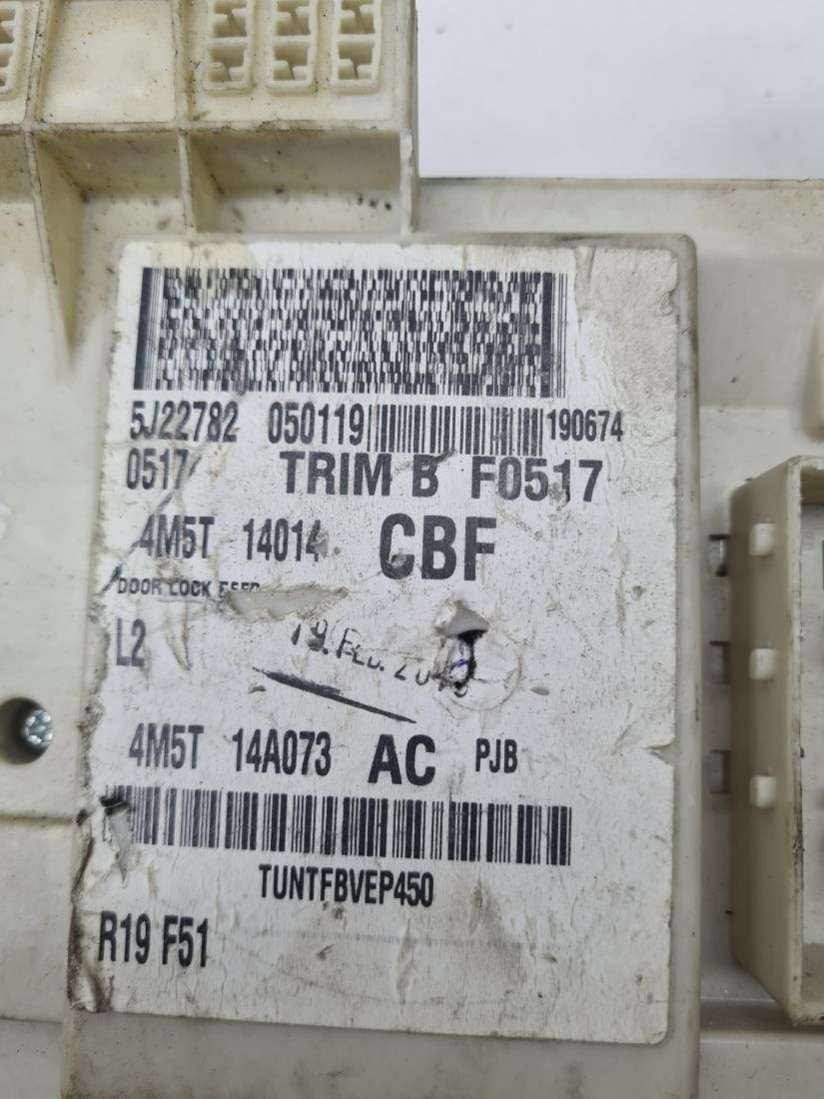 5J22782 050119 190674
0517 TRIM B F0517
4M5T 14014 CBF
DOOR LOCK
L2
4M5T 14A073 AC PJB
TUNTFBVEP450
R19 F51